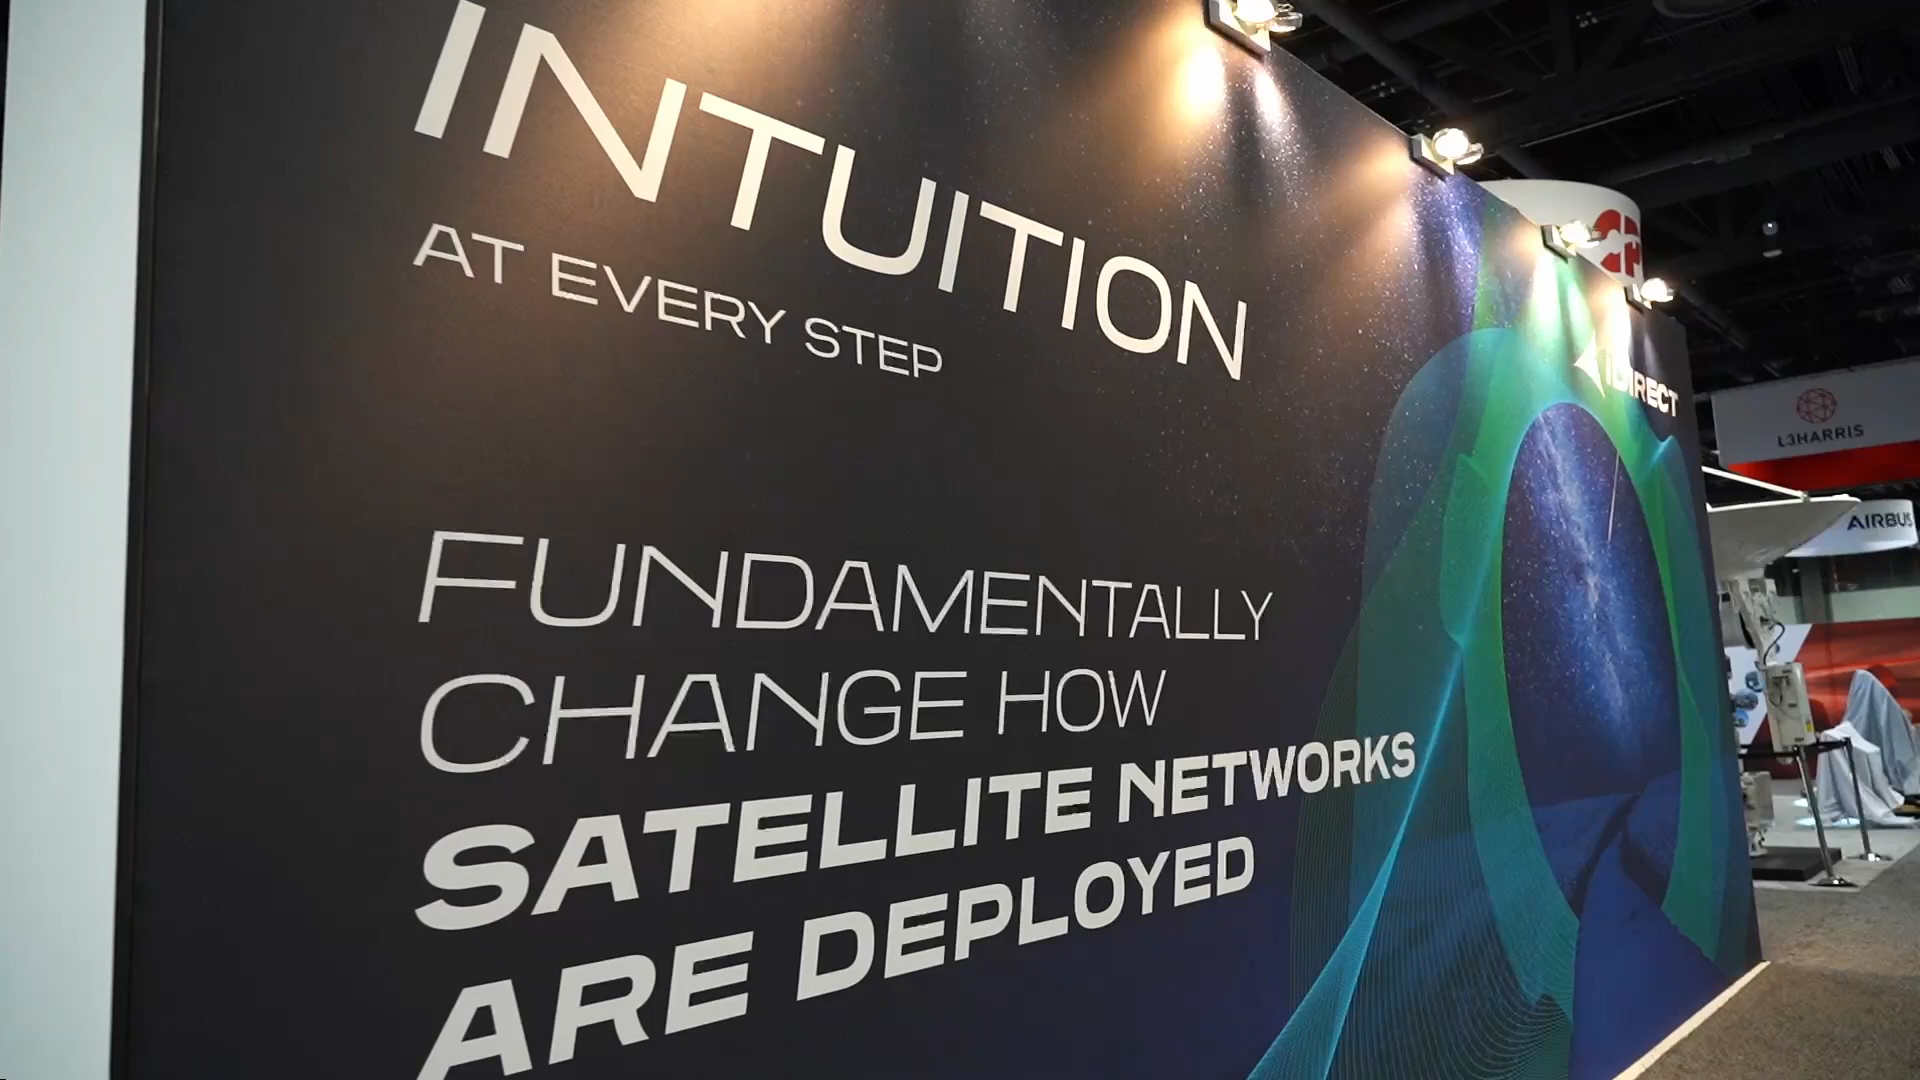 INTUITION
AT EVERY STEP
FUNDAMENTALLY
CHANGE HOW
SATELLITE NETWORKS
ARE DEPLOYED
IDIRECT
L3HARRIS
AIRBUS